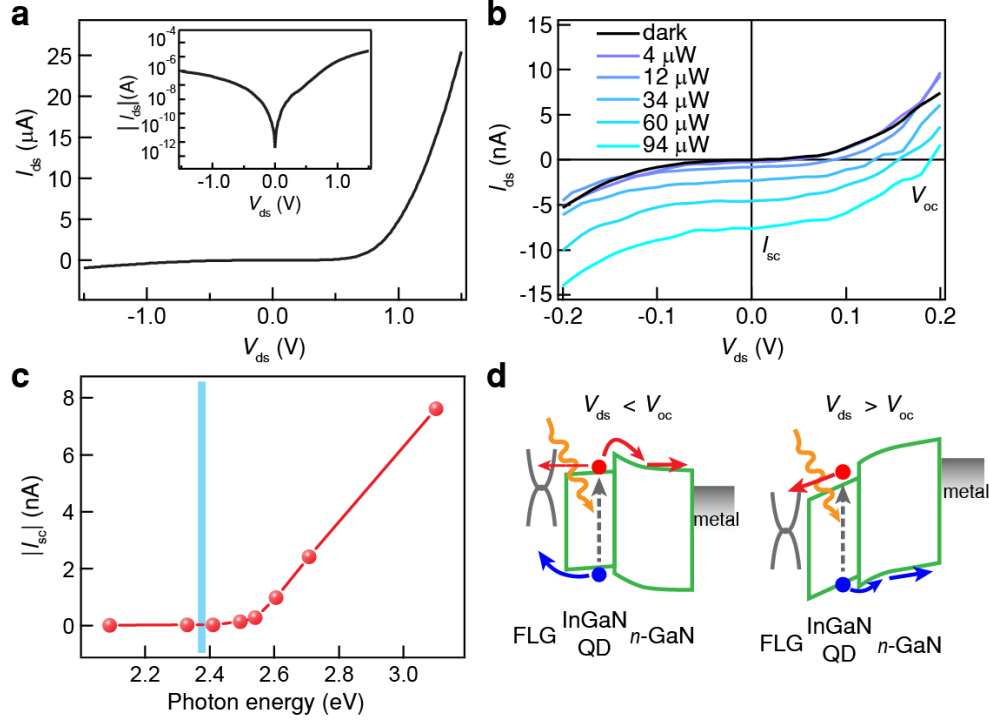 a
I_ds (μA)
25
20
15
10
5
0
-1.0 0.0 1.0
V_ds (V)
| I_ds|(A)
10^-4
10^-6
10^-8
10^-10
10^-12
-1.0 0.0 1.0
V_ds (V)
b
I_ds (nA)
15
10
5
0
-5
-10
-15
dark
4 μW
12 μW
34 μW
60 μW
94 μW
V_oc
I_sc
-0.2 -0.1 0.0 0.1 0.2
V_ds (V)
c
|I_sc| (nA)
8
6
4
2
0
2.2 2.4 2.6 2.8 3.0
Photon energy (eV)
d
V_ds < V_oc
metal
FLG InGaN QD n-GaN
V_ds > V_oc
metal
FLG InGaN QD n-GaN